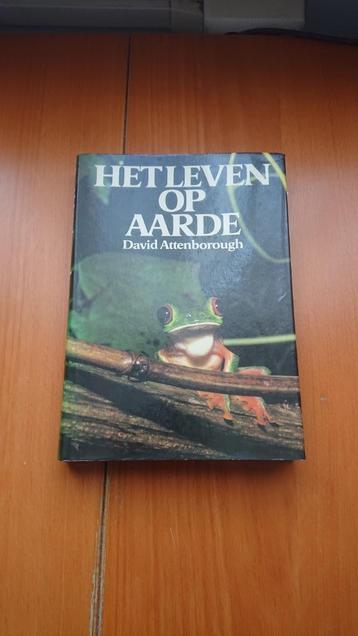 HET LEVEN
OP
AARDE
David Attenborough